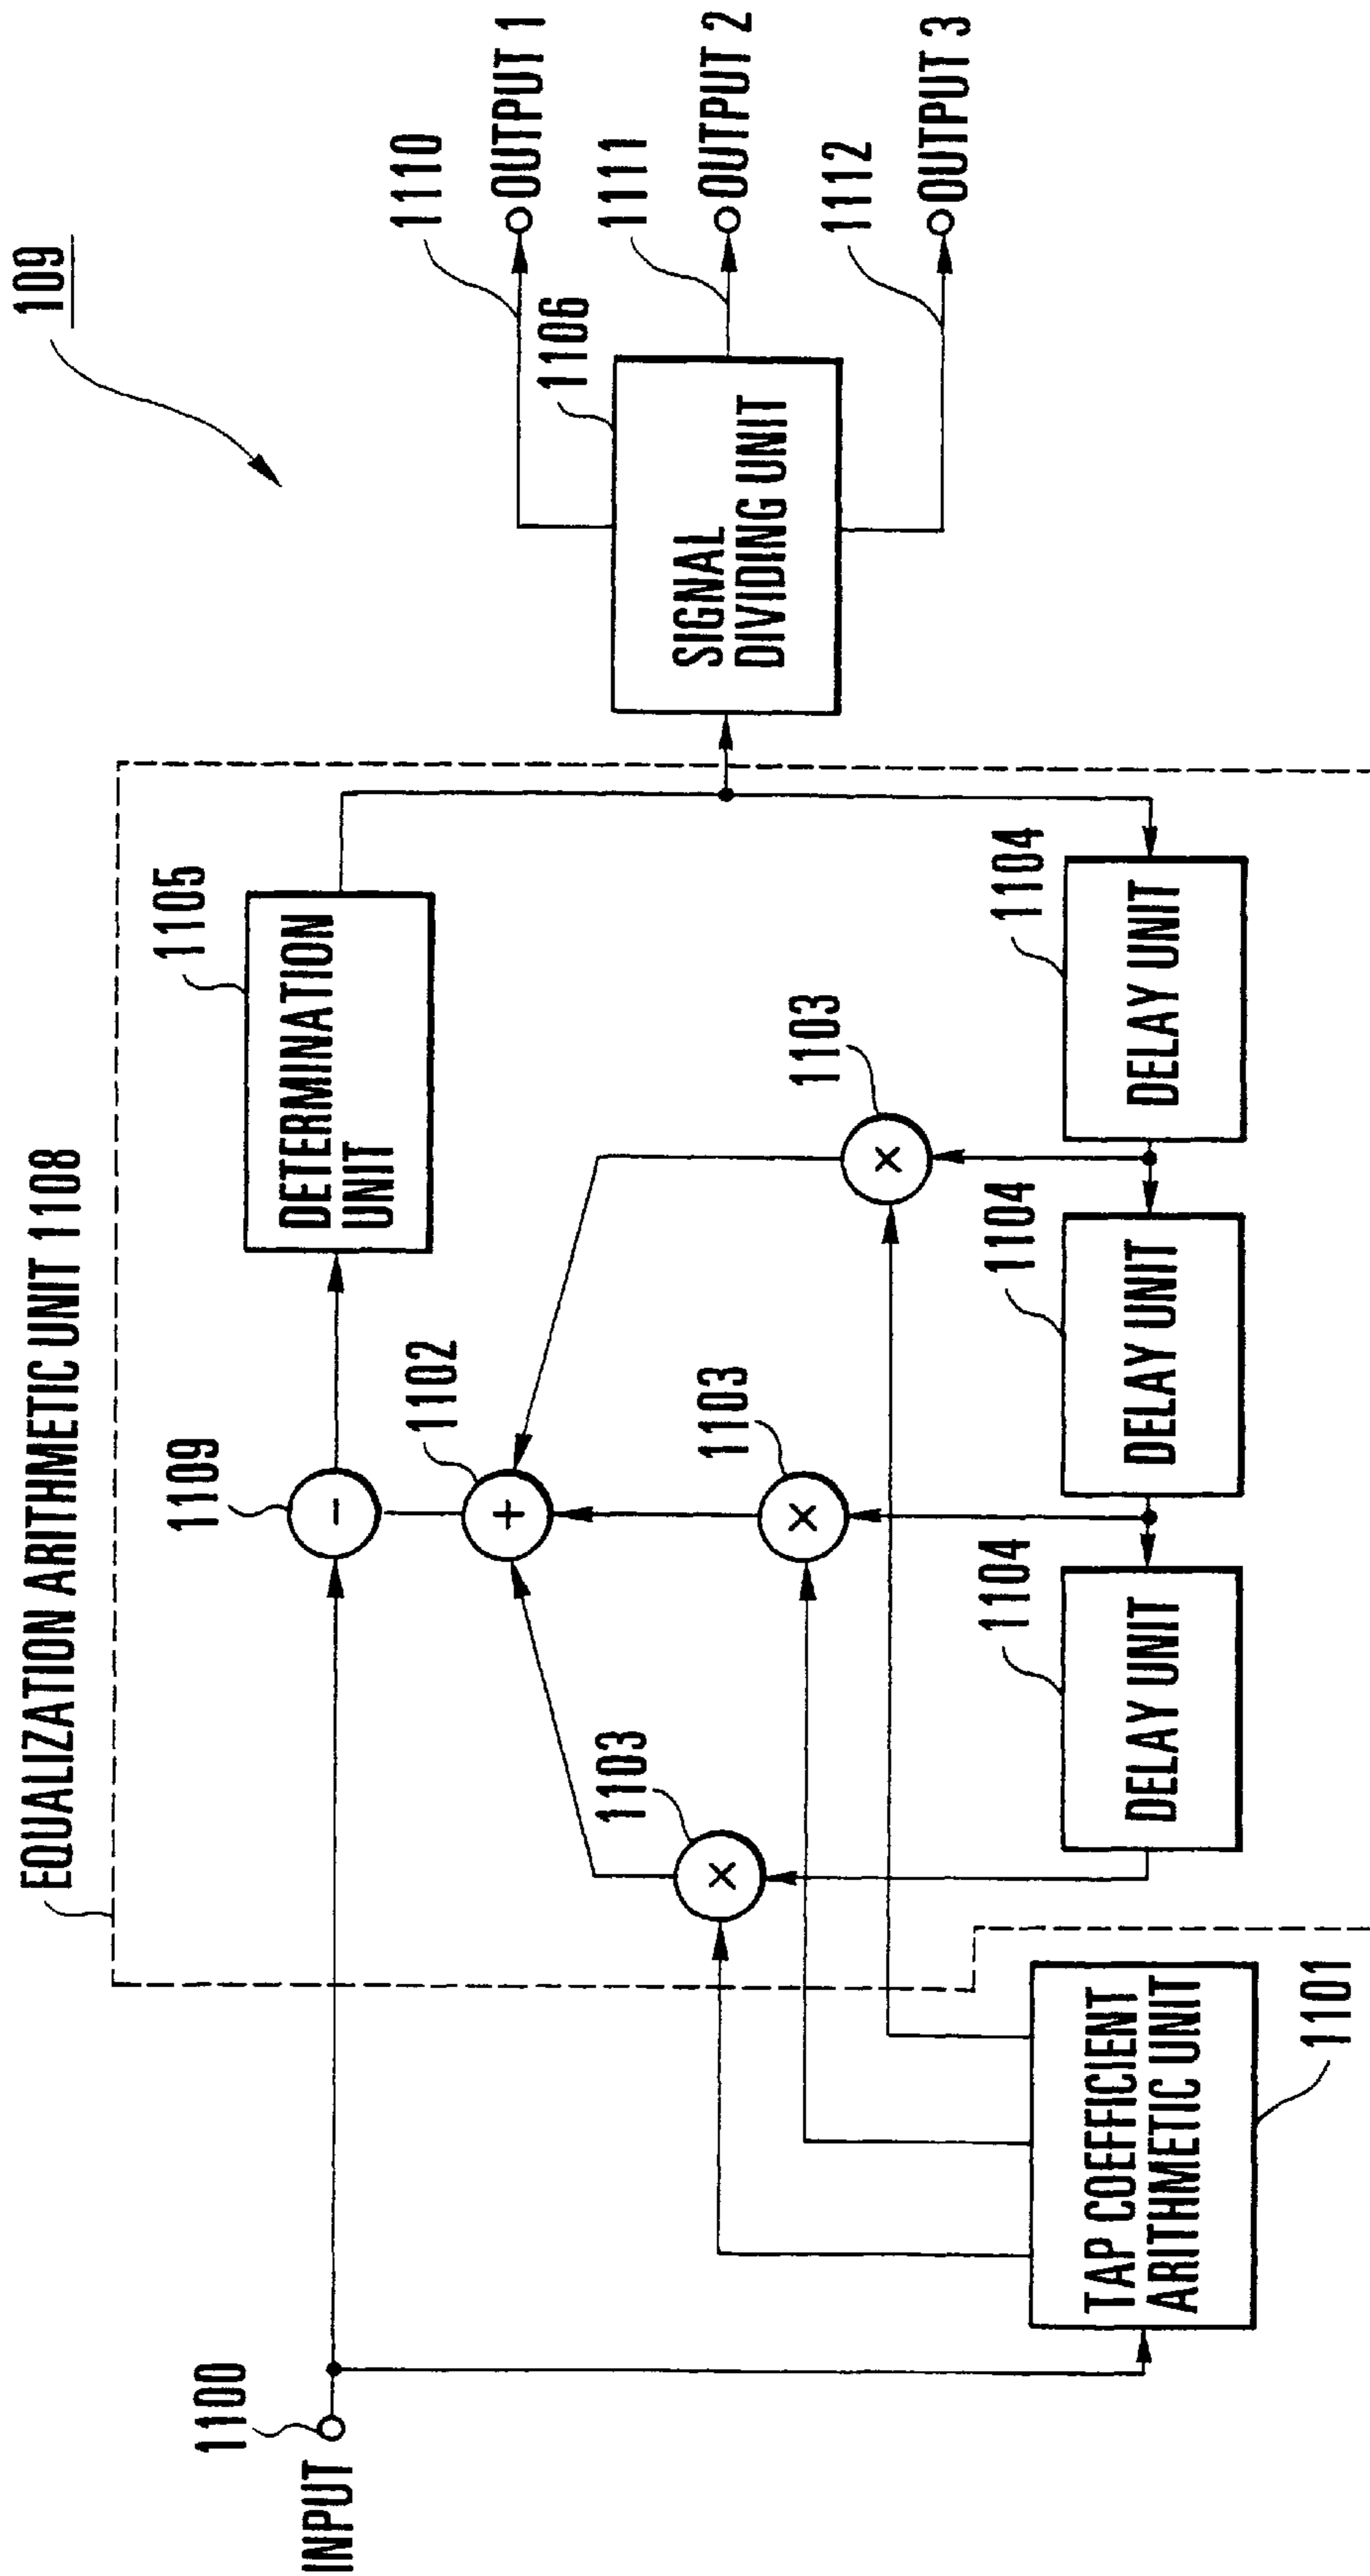 109
EQUALIZATION ARITHMETIC UNIT 1108
1100
INPUT
1109
1105
DETERMINATION
UNIT
1102
1103
1103
1103
1110
OUTPUT 1
1106
SIGNAL
DIVIDING UNIT
1111
OUTPUT 2
1112
OUTPUT 3
TAP COEFFICIENT
ARITHMETIC UNIT
1101
1104
DELAY UNIT
1104
DELAY UNIT
1104
DELAY UNIT